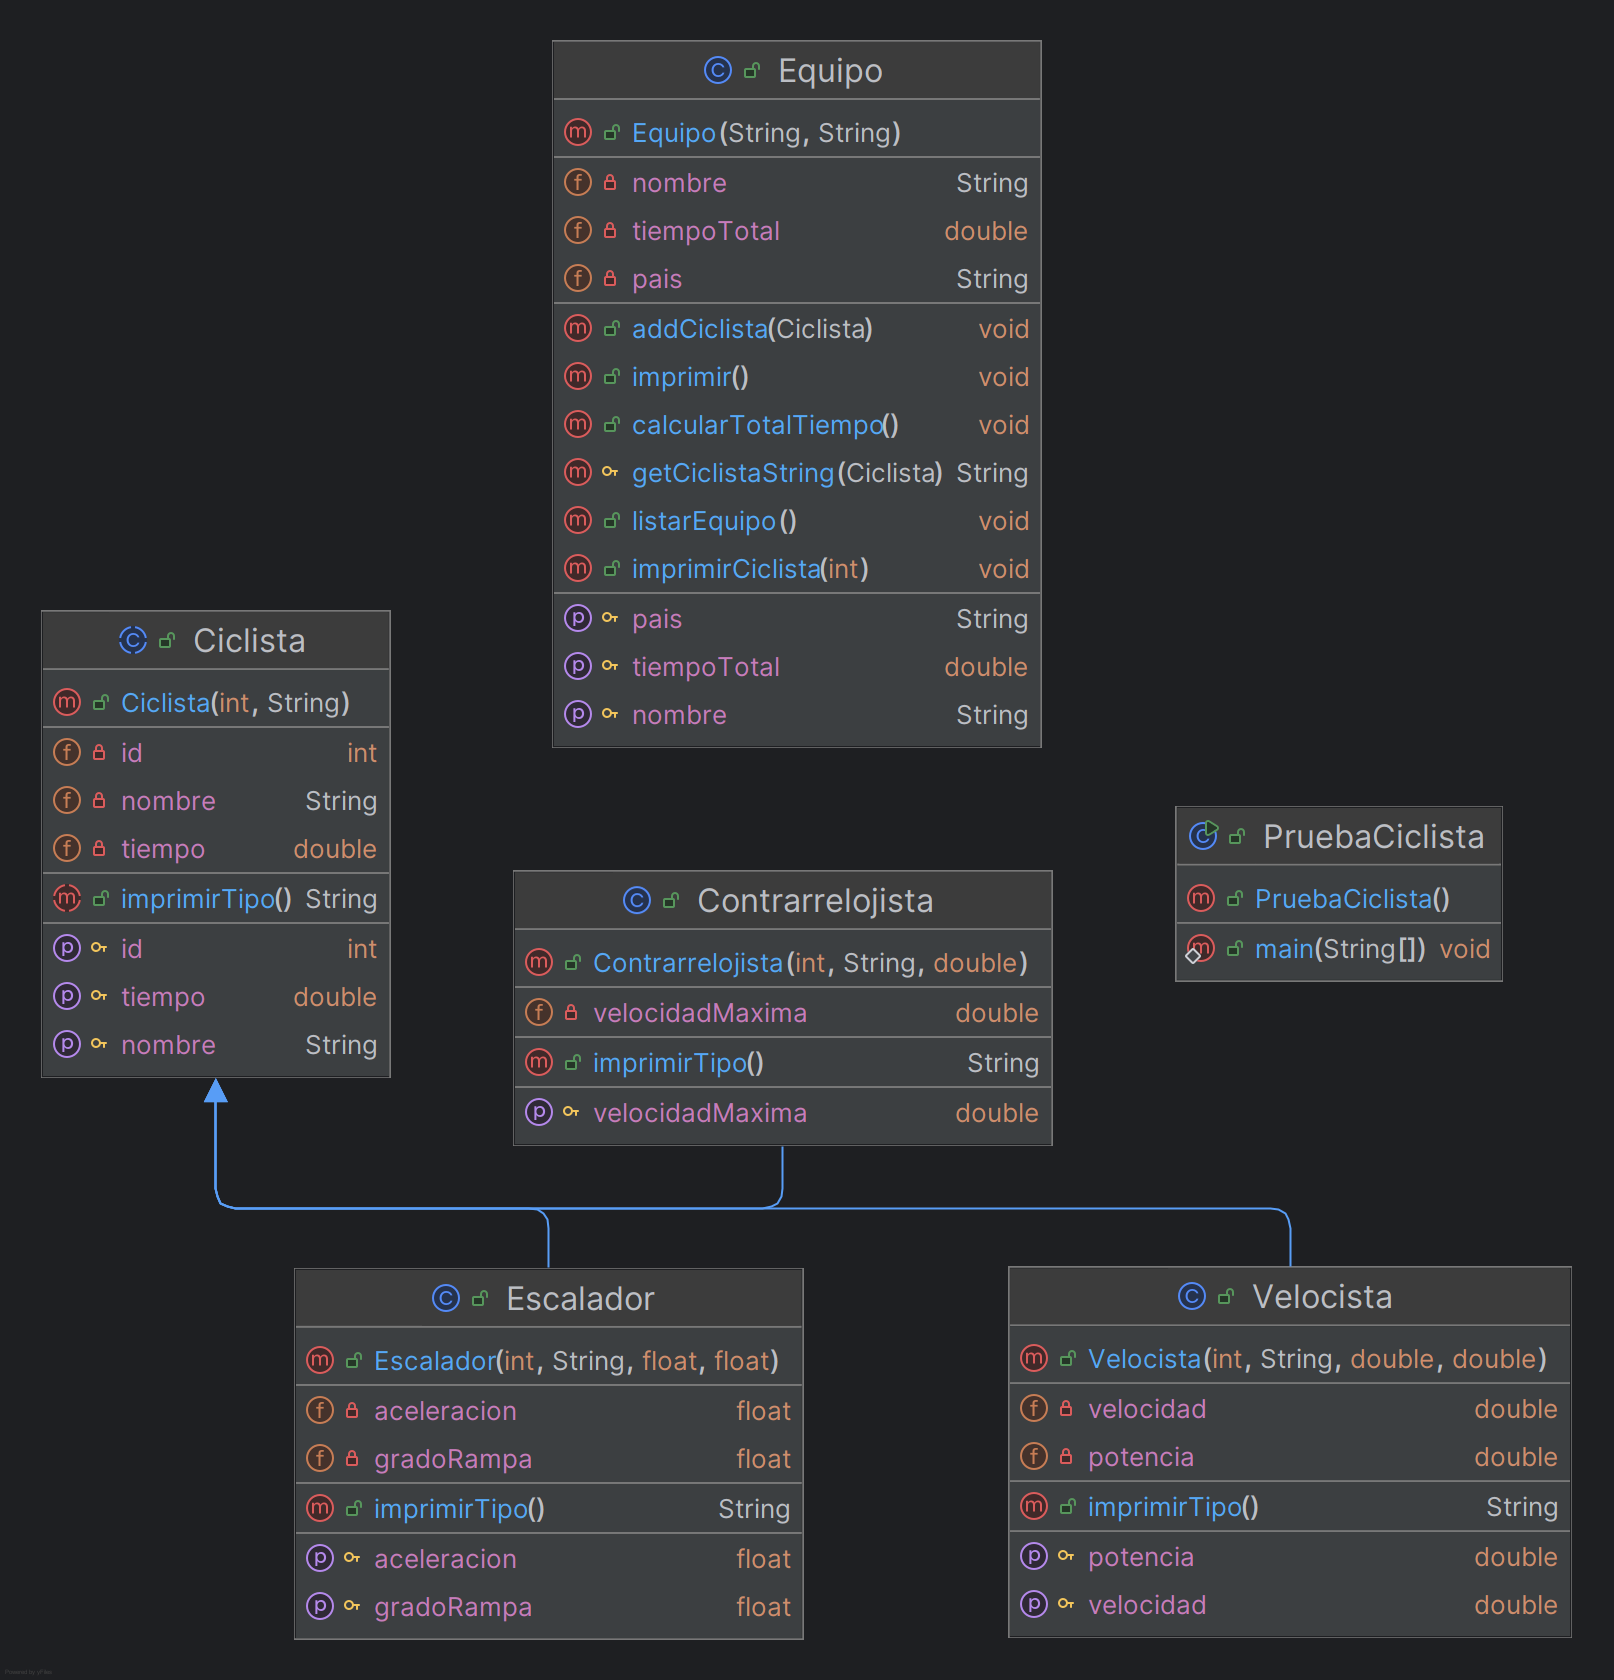 Equipo
Equipo(String, String)
nombre String
tiempoTotal double
pais String
addCiclista(Ciclista) void
imprimir() void
calcularTotalTiempo() void
getCiclistaString(Ciclista) String
listarEquipo() void
imprimirCiclista(int) void
pais String
tiempoTotal double
nombre String
Ciclista
Ciclista(int, String)
id int
nombre String
tiempo double
imprimirTipo() String
id int
tiempo double
nombre String
PruebaCiclista
PruebaCiclista()
main(String[]) void
Contrarrelojista
Contrarrelojista(int, String, double)
velocidadMaxima double
imprimirTipo() String
velocidadMaxima double
Escalador
Escalador(int, String, float, float)
aceleracion float
gradoRampa float
imprimirTipo() String
aceleracion float
gradoRampa float
Velocista
Velocista(int, String, double, double)
velocidad double
potencia double
imprimirTipo() String
potencia double
velocidad double
Powered by yFiles